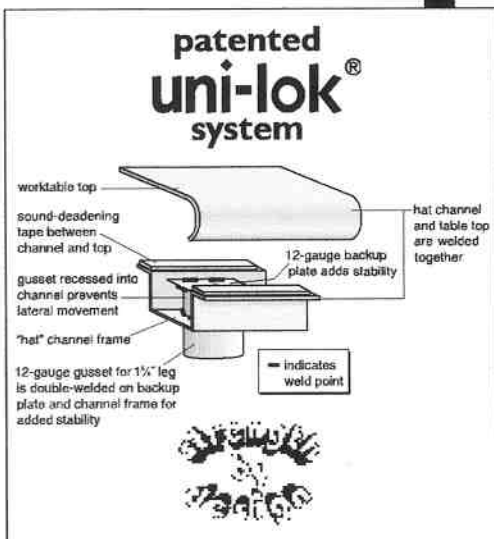 patented
uni-lok®
system
worktable top
sound-deadening
tape between
channel and top
gusset recessed into
channel prevents
lateral movement
"hat" channel frame
12-gauge gusset for 1⅝" leg
is double-welded on backup
plate and channel frame for
added stability
12-gauge backup
plate adds stability
hat channel
and table top
are welded
together
indicates
weld point
strength
by
design